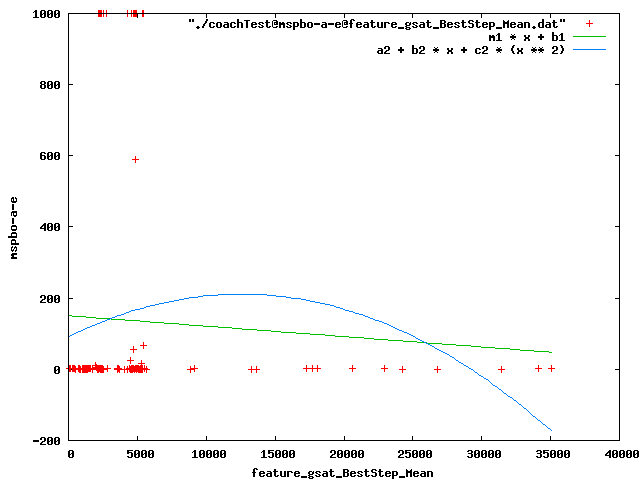 1000
800
600
400
200
0
-200
mspbo-a-e
"./coachTest@mspbo-a-e@feature_gsat_BestStep_Mean.dat"
m1 * x + b1
a2 + b2 * x + c2 * (x ** 2)
0 5000 10000 15000 20000 25000 30000 35000 40000
feature_gsat_BestStep_Mean